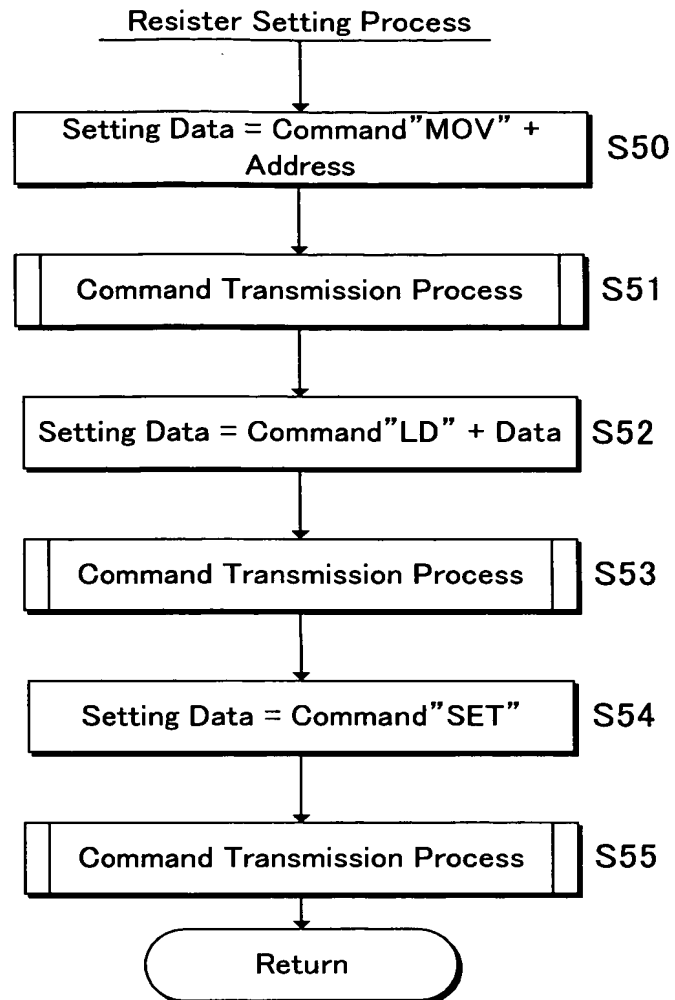 Resister Setting Process
Setting Data = Command"MOV" +
Address
S50
Command Transmission Process
S51
Setting Data = Command"LD" + Data
S52
Command Transmission Process
S53
Setting Data = Command"SET"
S54
Command Transmission Process
S55
Return